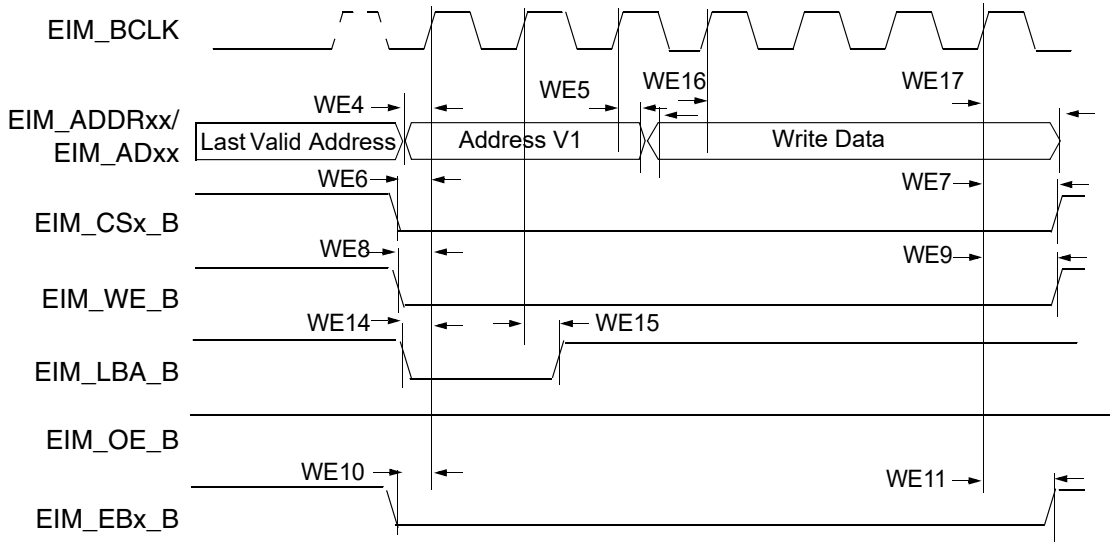 EIM_BCLK
WE5 WE16 WE17
WE4
EIM_ADDRxx/
EIM_ADxx
Last Valid Address Address V1 Write Data
WE6 WE7
EIM_CSx_B
WE8 WE9
EIM_WE_B
WE14 WE15
EIM_LBA_B
EIM_OE_B
WE10 WE11
EIM_EBx_B